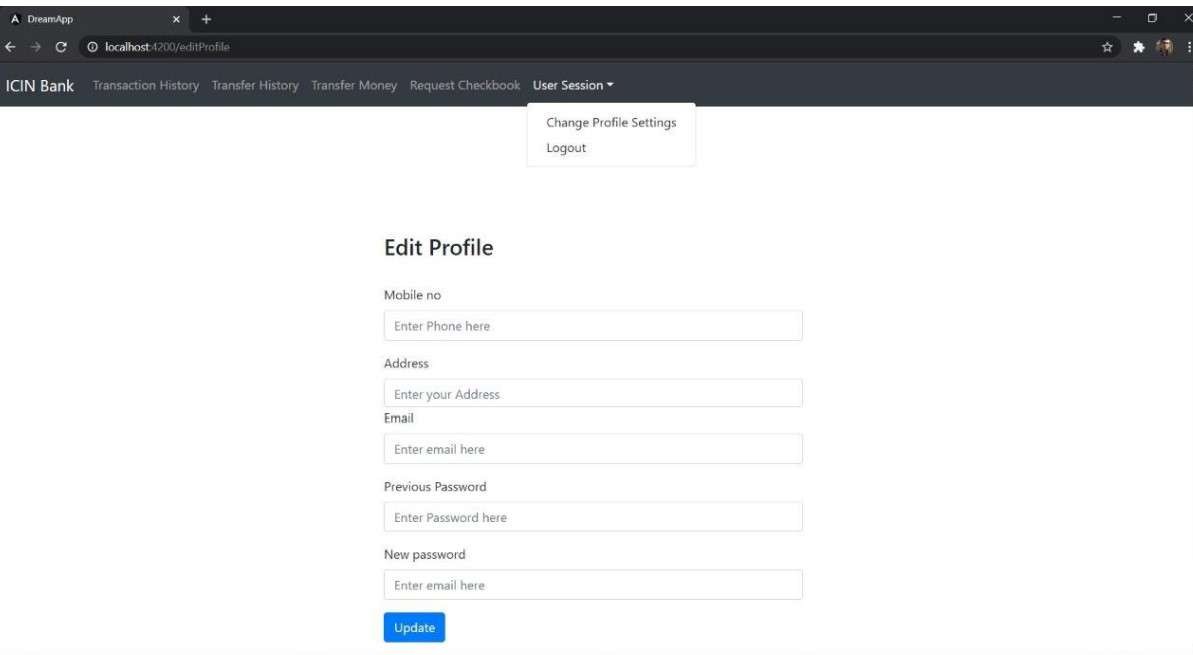 DreamApp
localhost:4200/editProfile
ICIN Bank Transaction History Transfer History Transfer Money Request Checkbook User Session
Change Profile Settings
Logout
Edit Profile
Mobile no
Enter Phone here
Address
Enter your Address
Email
Enter email here
Previous Password
Enter Password here
New password
Enter email here
Update